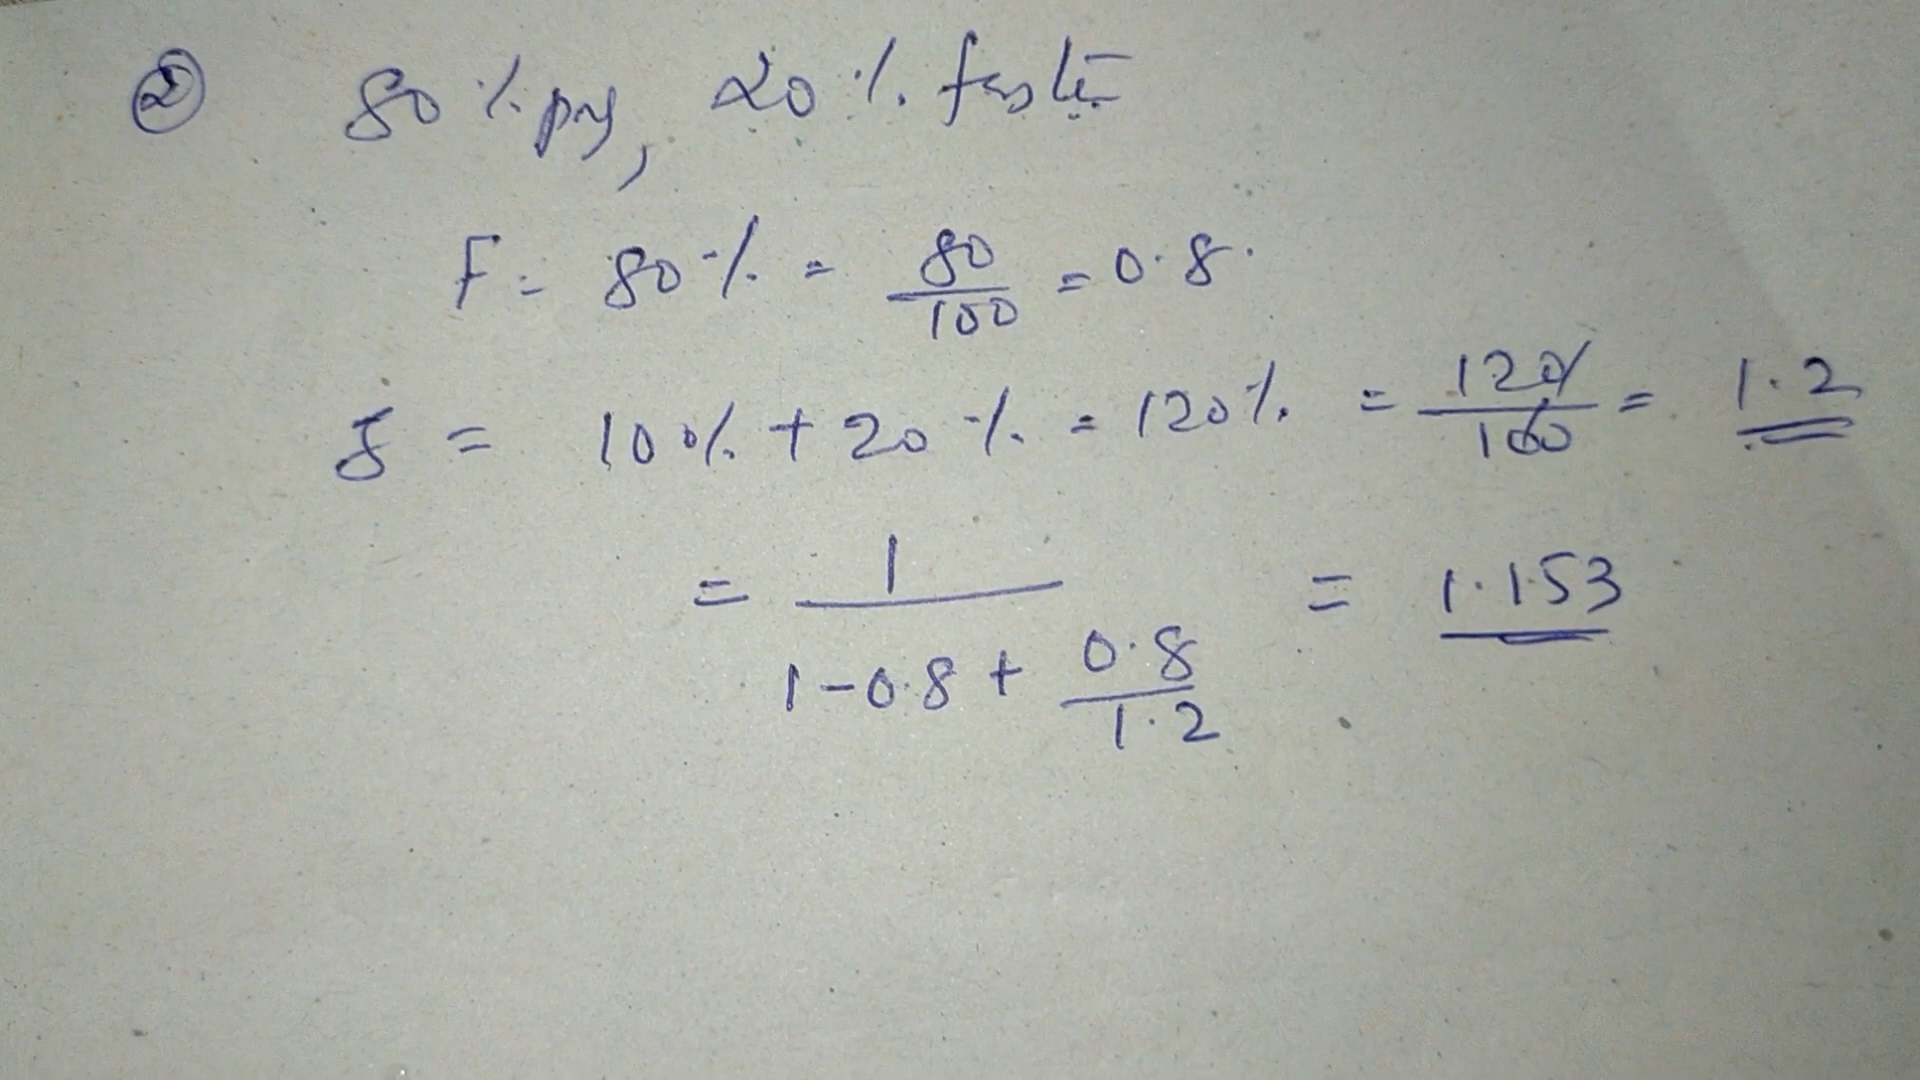 ② 80%. prg, 20%. faster
F = 80%. = 80/100 = 0.8.
S = 100%. + 20%. = 120%. = 120/100 = 1.2
= 1/(1-0.8 + 0.8/1.2) = 1.153